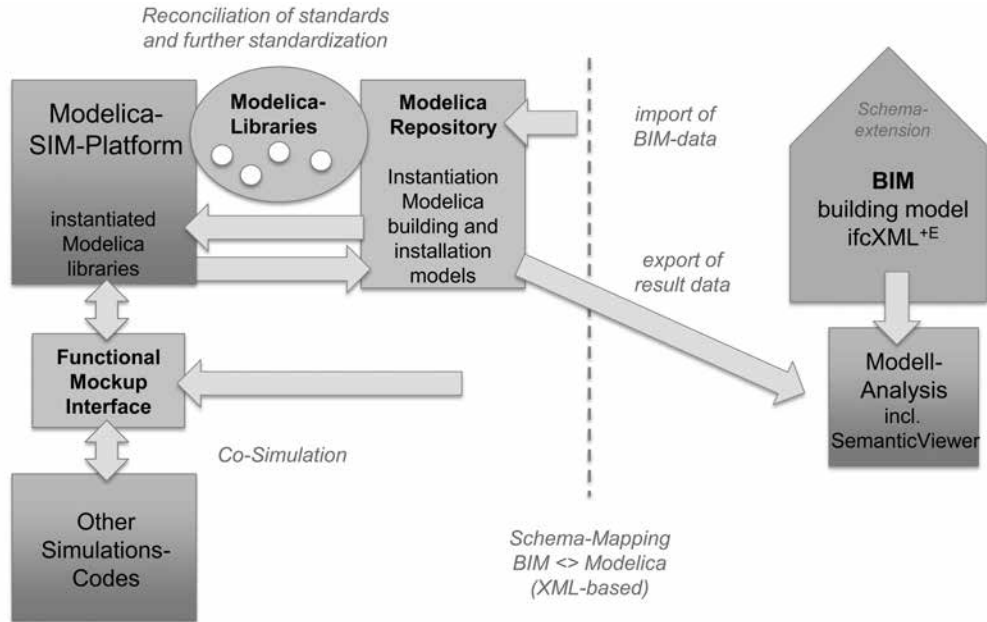 Reconciliation of standards
and further standardization
Modelica-
SIM-Platform
instantiated
Modelica
libraries
Modelica-
Libraries
Modelica
Repository
Instantiation
Modelica
building and
installation
models
import of
BIM-data
export of
result data
Schema-
extension
BIM
building model
ifcXML+E
Modell-
Analysis
incl.
SemanticViewer
Functional
Mockup
Interface
Co-Simulation
Other
Simulations-
Codes
Schema-Mapping
BIM <> Modelica
(XML-based)